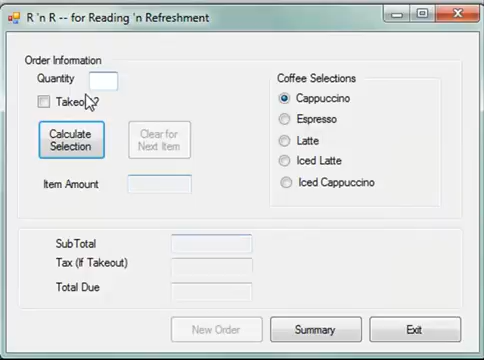 R 'n R -- for Reading 'n Refreshment
Order Information
Quantity
Takeout?
Calculate Selection
Clear for Next Item
Item Amount
Coffee Selections
Cappuccino
Espresso
Latte
Iced Latte
Iced Cappuccino
SubTotal
Tax (If Takeout)
Total Due
New Order
Summary
Exit